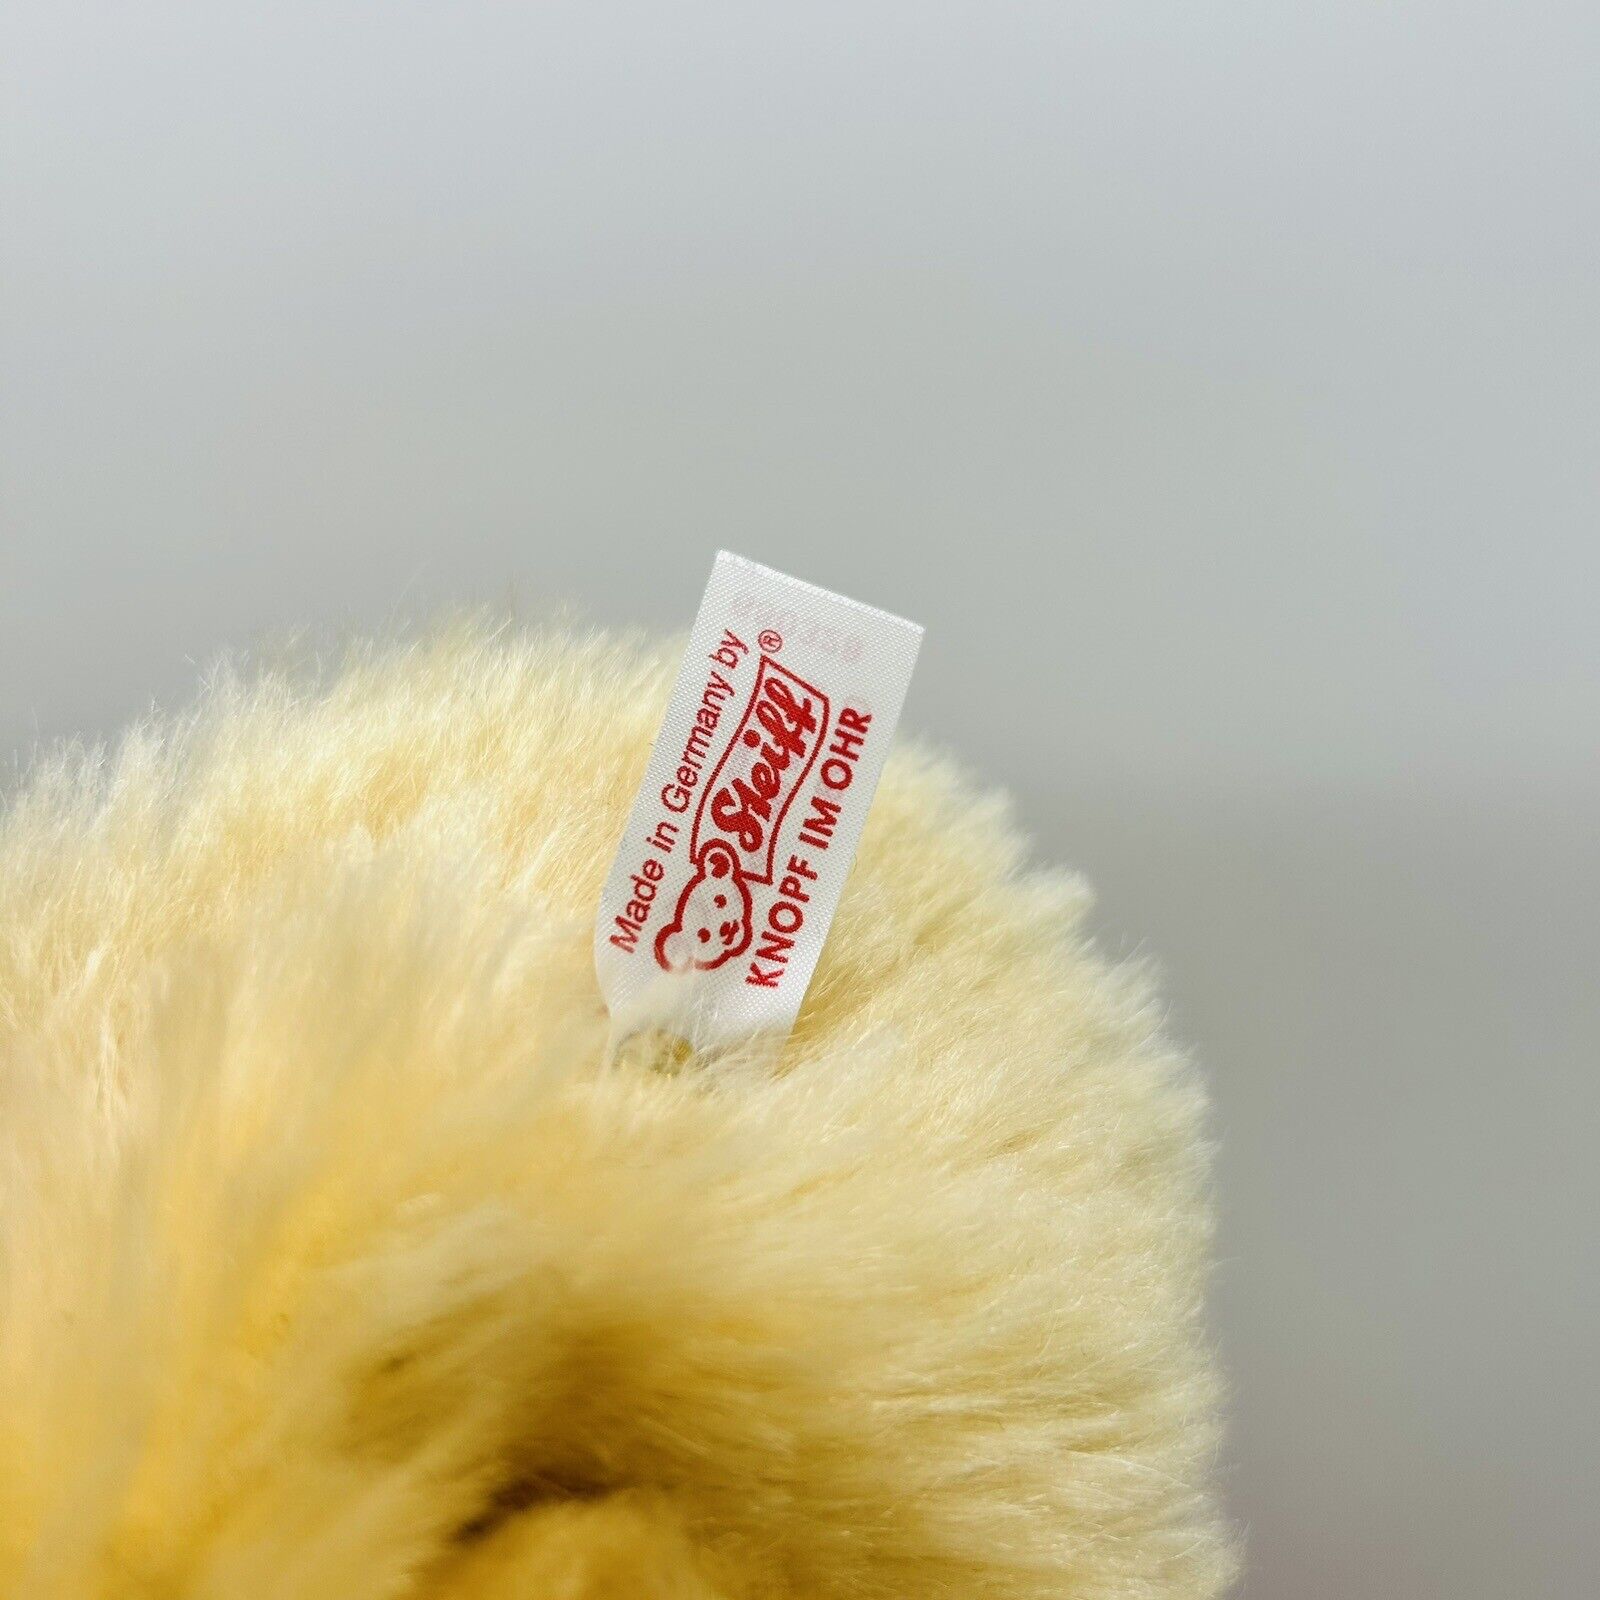 Made in Germany by
Steiff ®
KNOPF IM OHR